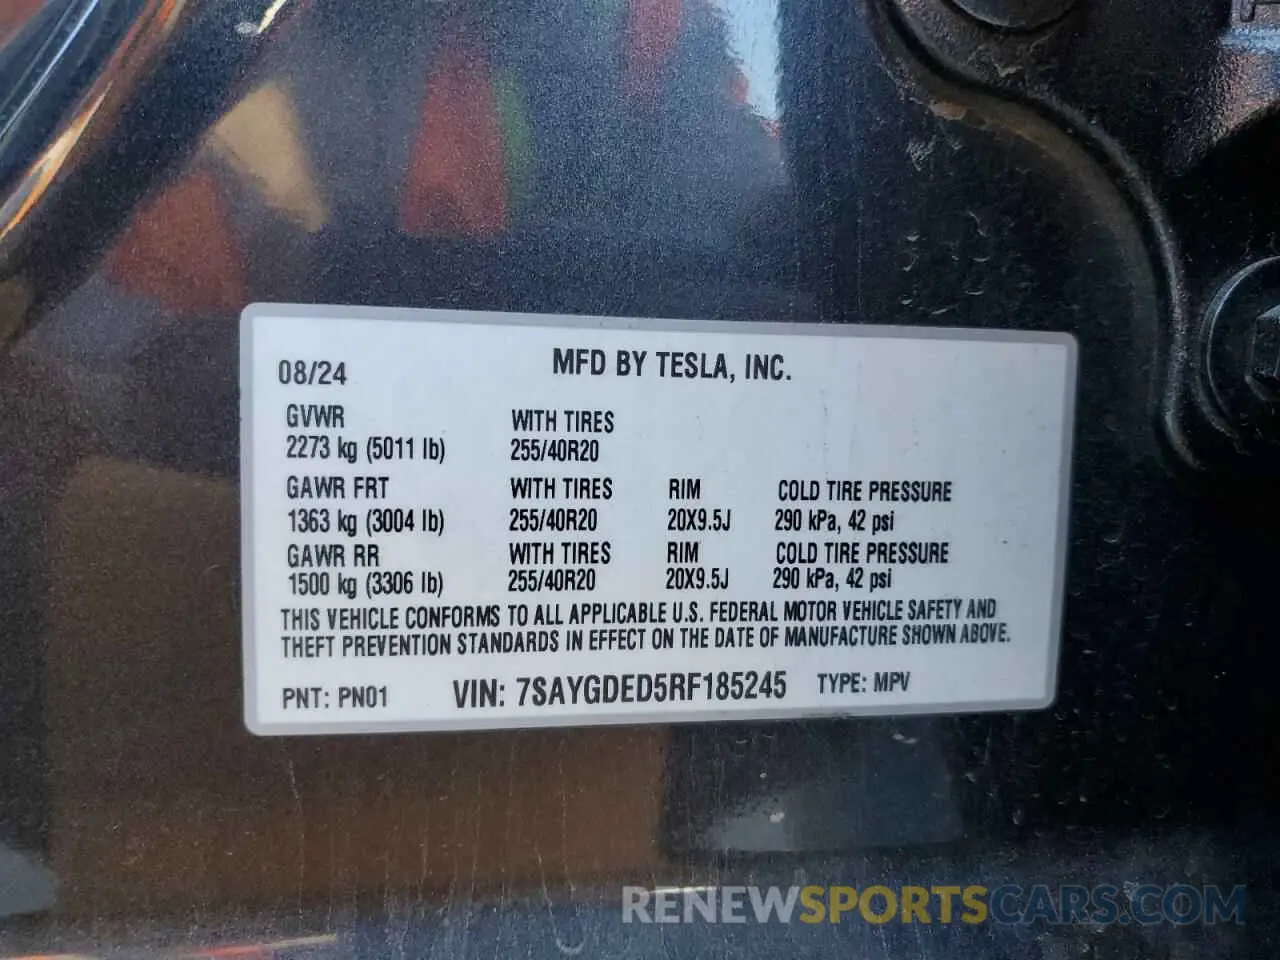 08/24 MFD BY TESLA, INC.
GVWR WITH TIRES
2273 kg (5011 lb) 255/40R20
GAWR FRT WITH TIRES RIM COLD TIRE PRESSURE
1363 kg (3004 lb) 255/40R20 20X9.5J 290 kPa, 42 psi
GAWR RR WITH TIRES RIM COLD TIRE PRESSURE
1500 kg (3306 lb) 255/40R20 20X9.5J 290 kPa, 42 psi
THIS VEHICLE CONFORMS TO ALL APPLICABLE U.S. FEDERAL MOTOR VEHICLE SAFETY AND
THEFT PREVENTION STANDARDS IN EFFECT ON THE DATE OF MANUFACTURE SHOWN ABOVE.
PNT: PN01 VIN: 7SAYGDED5RF185245 TYPE: MPV
RENEWSPORTSCARS.COM